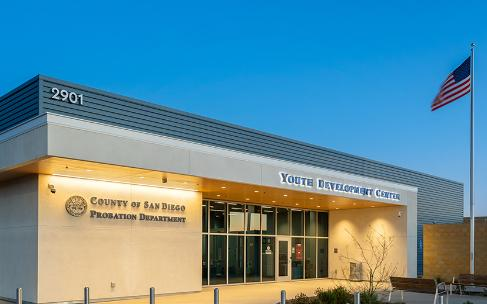 2901
YOUTH DEVELOPMENT CENTER
COUNTY OF SAN DIEGO
PROBATION DEPARTMENT